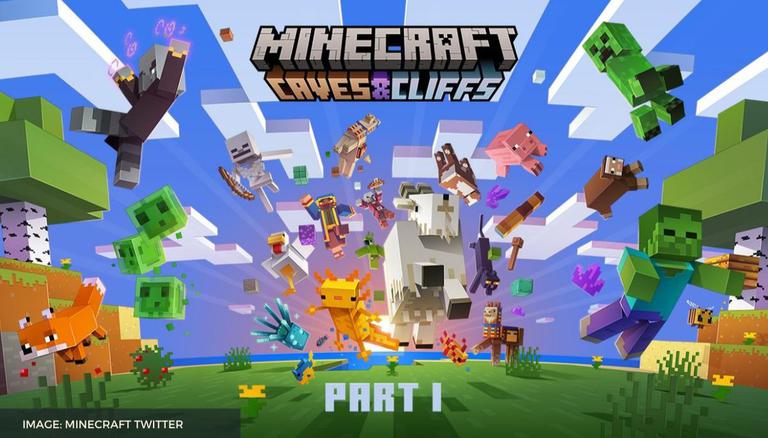 MINECRAFT
CAVES & CLIFFS
PART I
IMAGE: MINECRAFT TWITTER